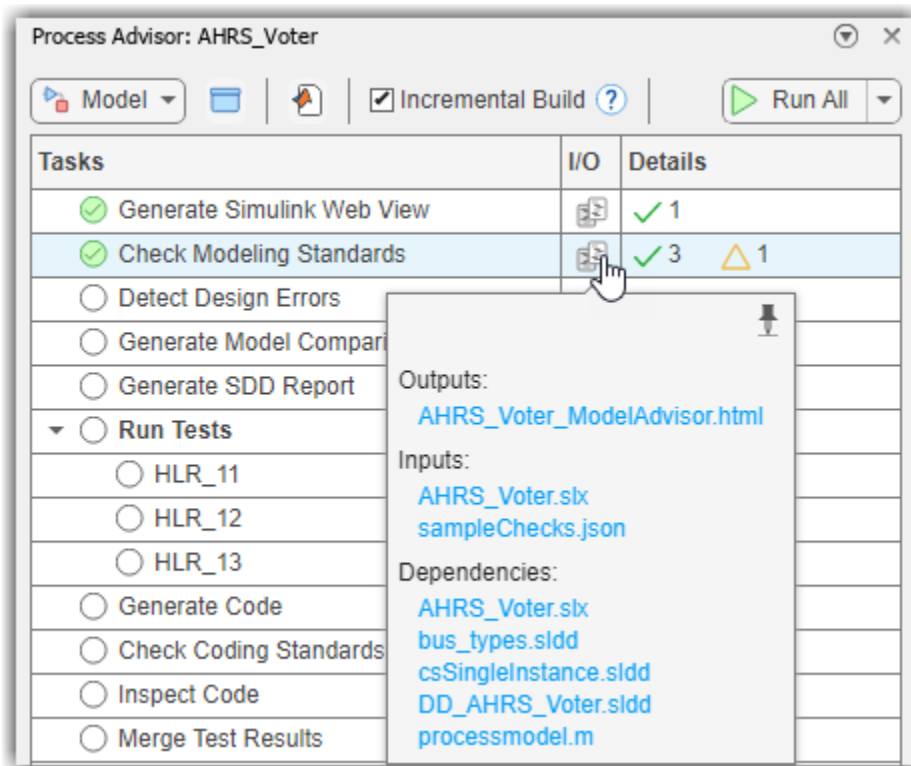 Process Advisor: AHRS_Voter
Model Incremental Build ? Run All
Tasks I/O Details
Generate Simulink Web View 1
Check Modeling Standards 3 1
Detect Design Errors
Generate Model Compari
Generate SDD Report
Run Tests
HLR_11
HLR_12
HLR_13
Generate Code
Check Coding Standards
Inspect Code
Merge Test Results
Outputs:
AHRS_Voter_ModelAdvisor.html
Inputs:
AHRS_Voter.slx
sampleChecks.json
Dependencies:
AHRS_Voter.slx
bus_types.sldd
csSingleInstance.sldd
DD_AHRS_Voter.sldd
processmodel.m